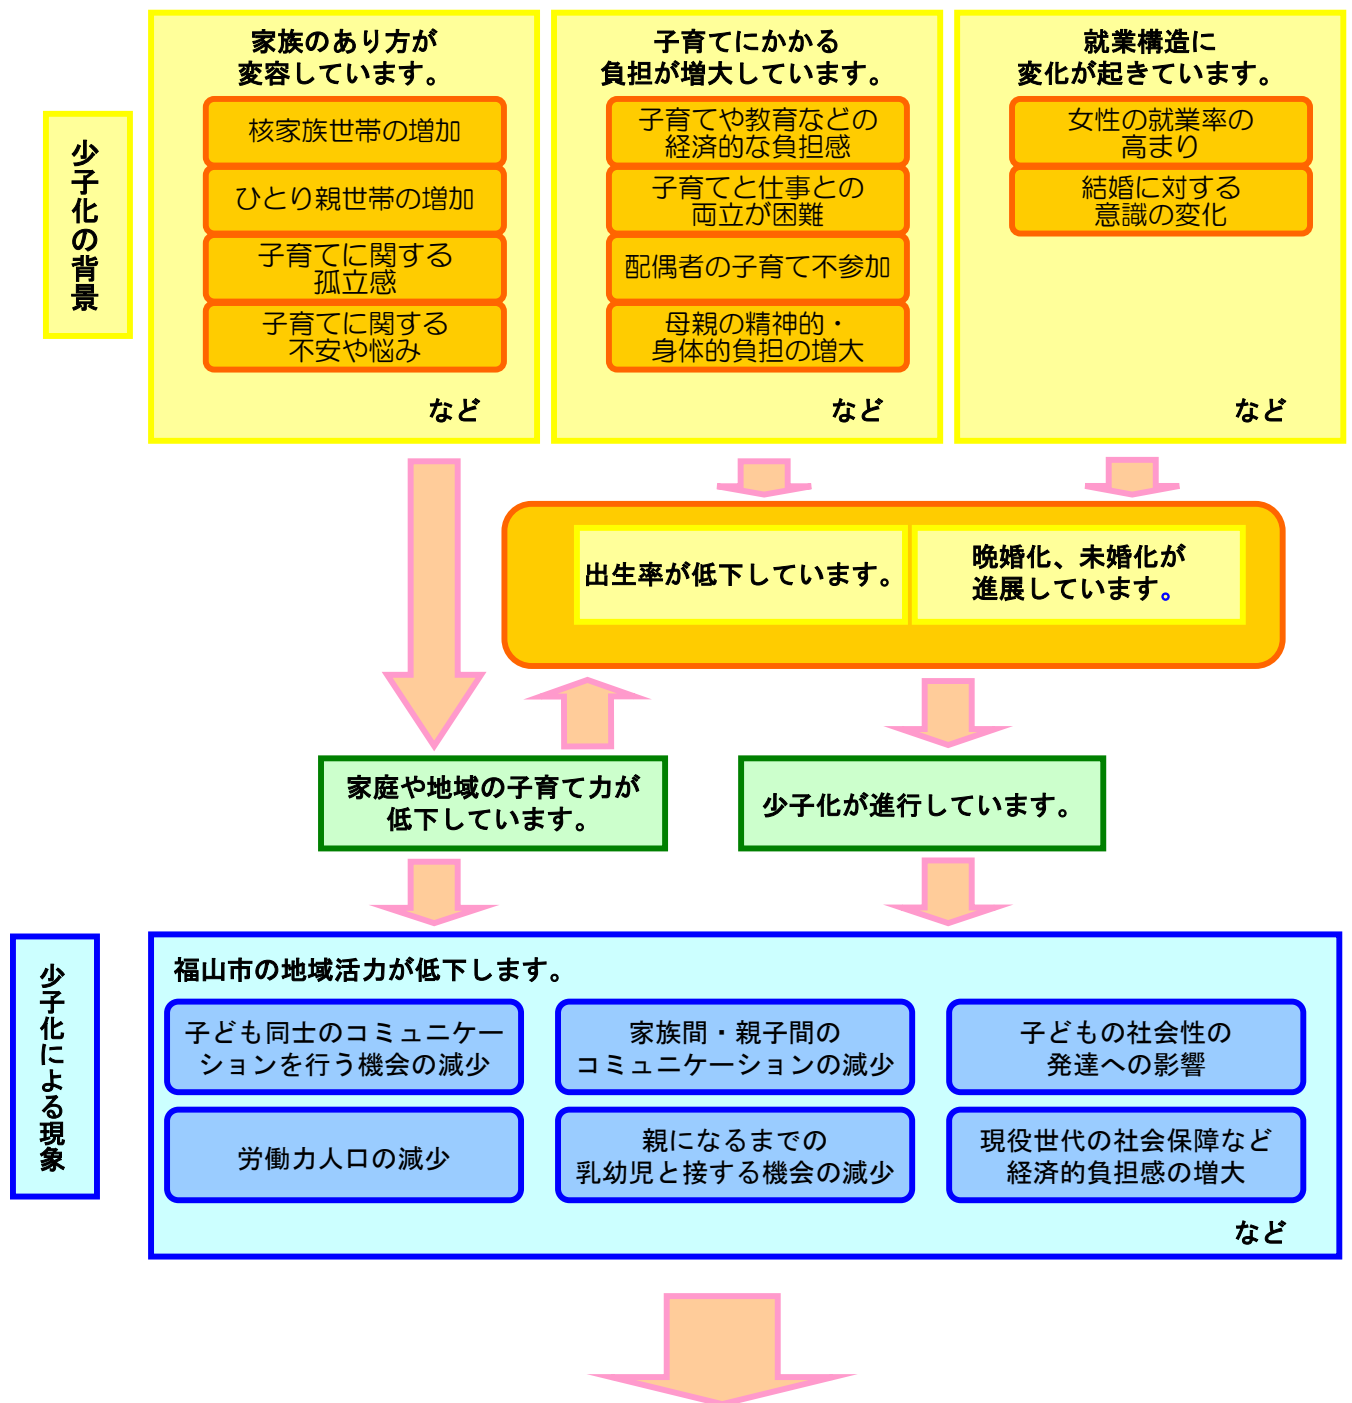 少子化の背景
家族のあり方が
変容しています。
核家族世帯の増加
ひとり親世帯の増加
子育てに関する
孤立感
子育てに関する
不安や悩み
など
子育てにかかる
負担が増大しています。
子育てや教育などの
経済的な負担感
子育てと仕事との
両立が困難
配偶者の子育て不参加
母親の精神的・
身体的負担の増大
など
就業構造に
変化が起きています。
女性の就業率の
高まり
結婚に対する
意識の変化
など
出生率が低下しています。
晩婚化、未婚化が
進展しています。
家庭や地域の子育て力が
低下しています。
少子化が進行しています。
少子化による現象
福山市の地域活力が低下します。
子ども同士のコミュニケー
ションを行う機会の減少
家族間・親子間の
コミュニケーションの減少
子どもの社会性の
発達への影響
労働力人口の減少
親になるまでの
乳幼児と接する機会の減少
現役世代の社会保障など
経済的負担感の増大
など